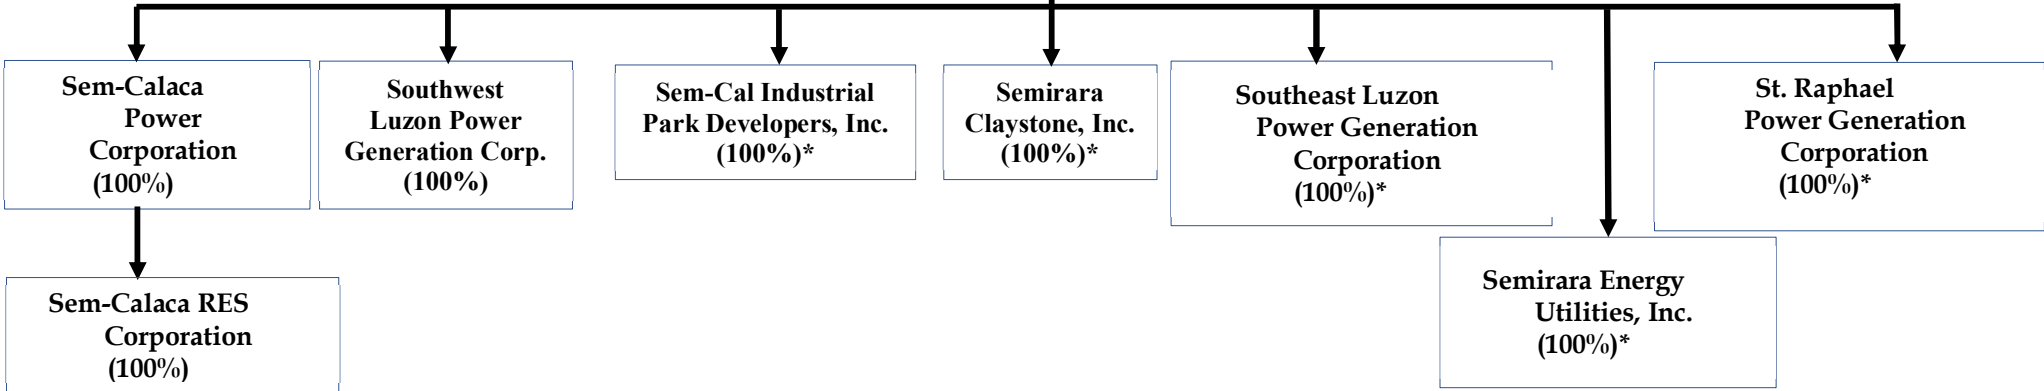 Sem-Calaca
Power
Corporation
(100%)
Southwest
Luzon Power
Generation Corp.
(100%)
Sem-Cal Industrial
Park Developers, Inc.
(100%)*
Semirara
Claystone, Inc.
(100%)*
Southeast Luzon
Power Generation
Corporation
(100%)*
St. Raphael
Power Generation
Corporation
(100%)*
Sem-Calaca RES
Corporation
(100%)
Semirara Energy
Utilities, Inc.
(100%)*